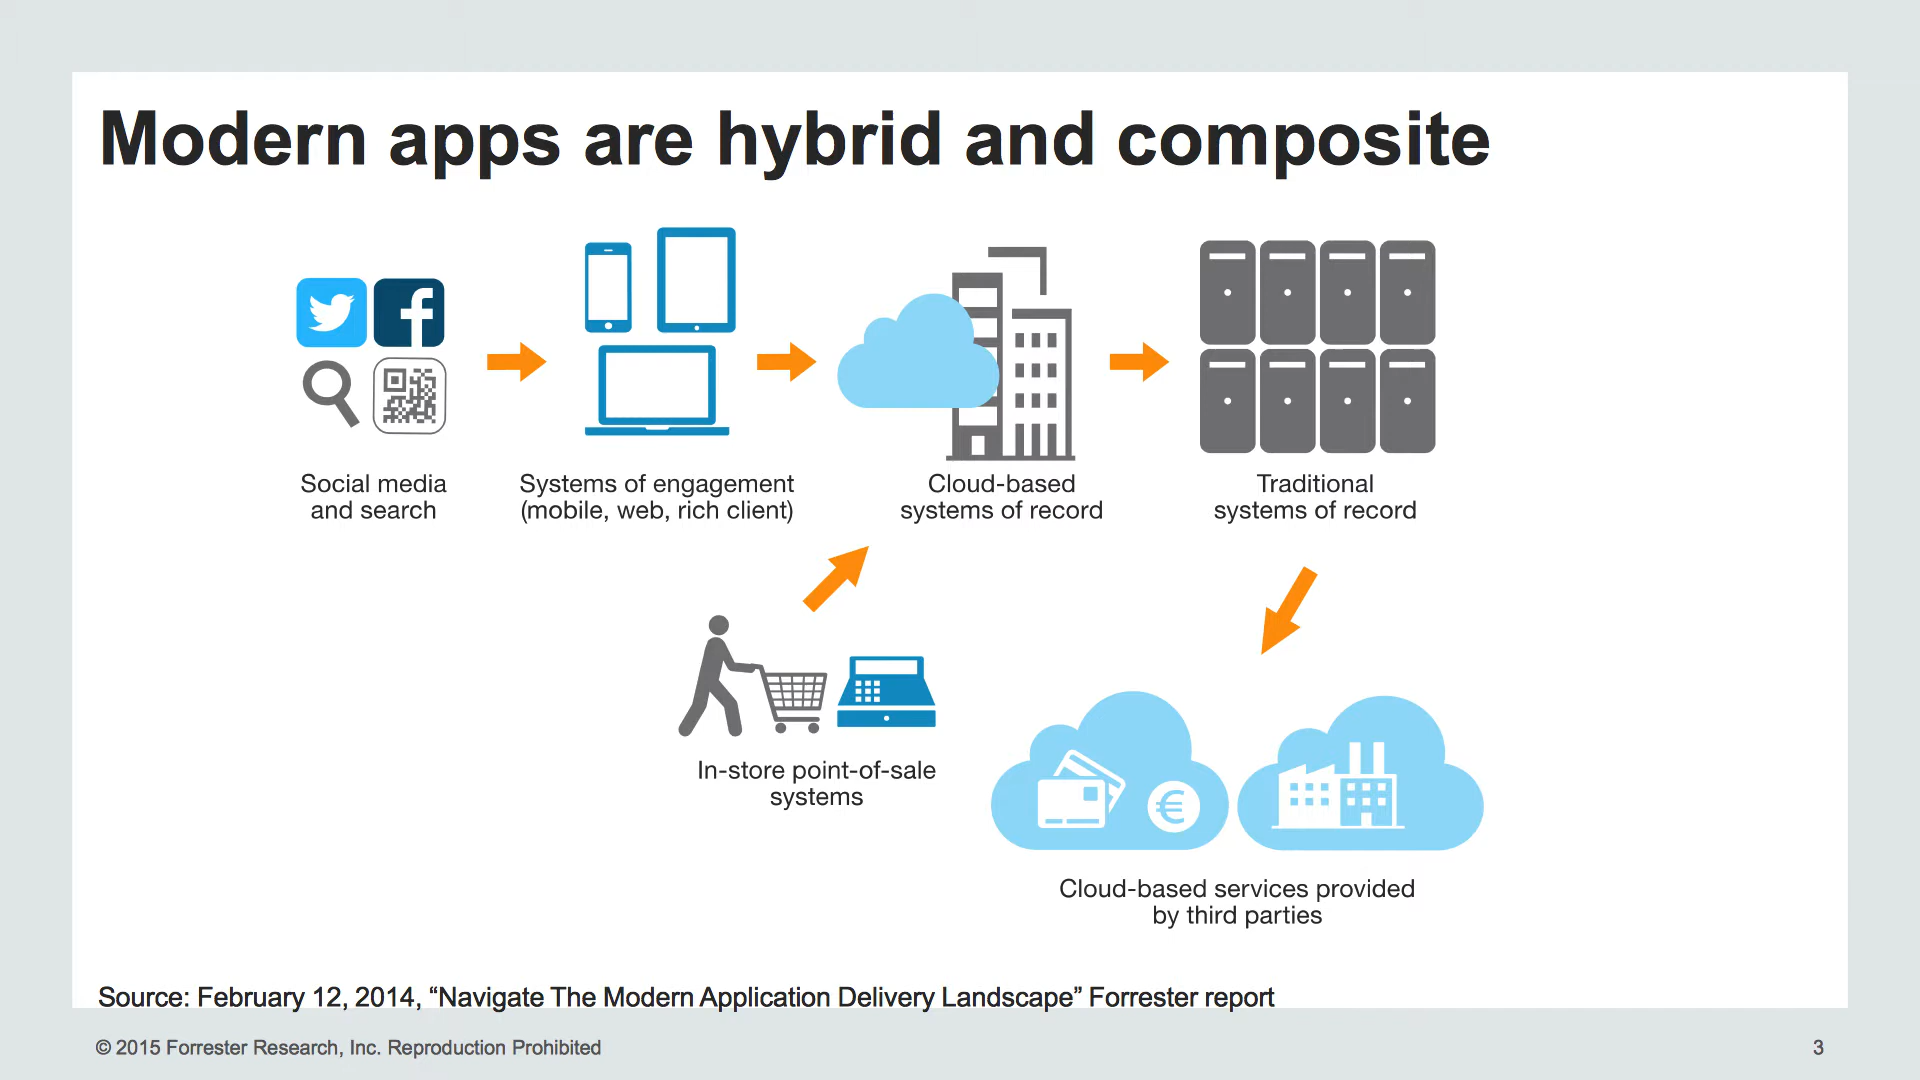 Modern apps are hybrid and composite
Social media
and search
Systems of engagement
(mobile, web, rich client)
Cloud-based
systems of record
Traditional
systems of record
In-store point-of-sale
systems
Cloud-based services provided
by third parties
Source: February 12, 2014, “Navigate The Modern Application Delivery Landscape” Forrester report
© 2015 Forrester Research, Inc. Reproduction Prohibited
3